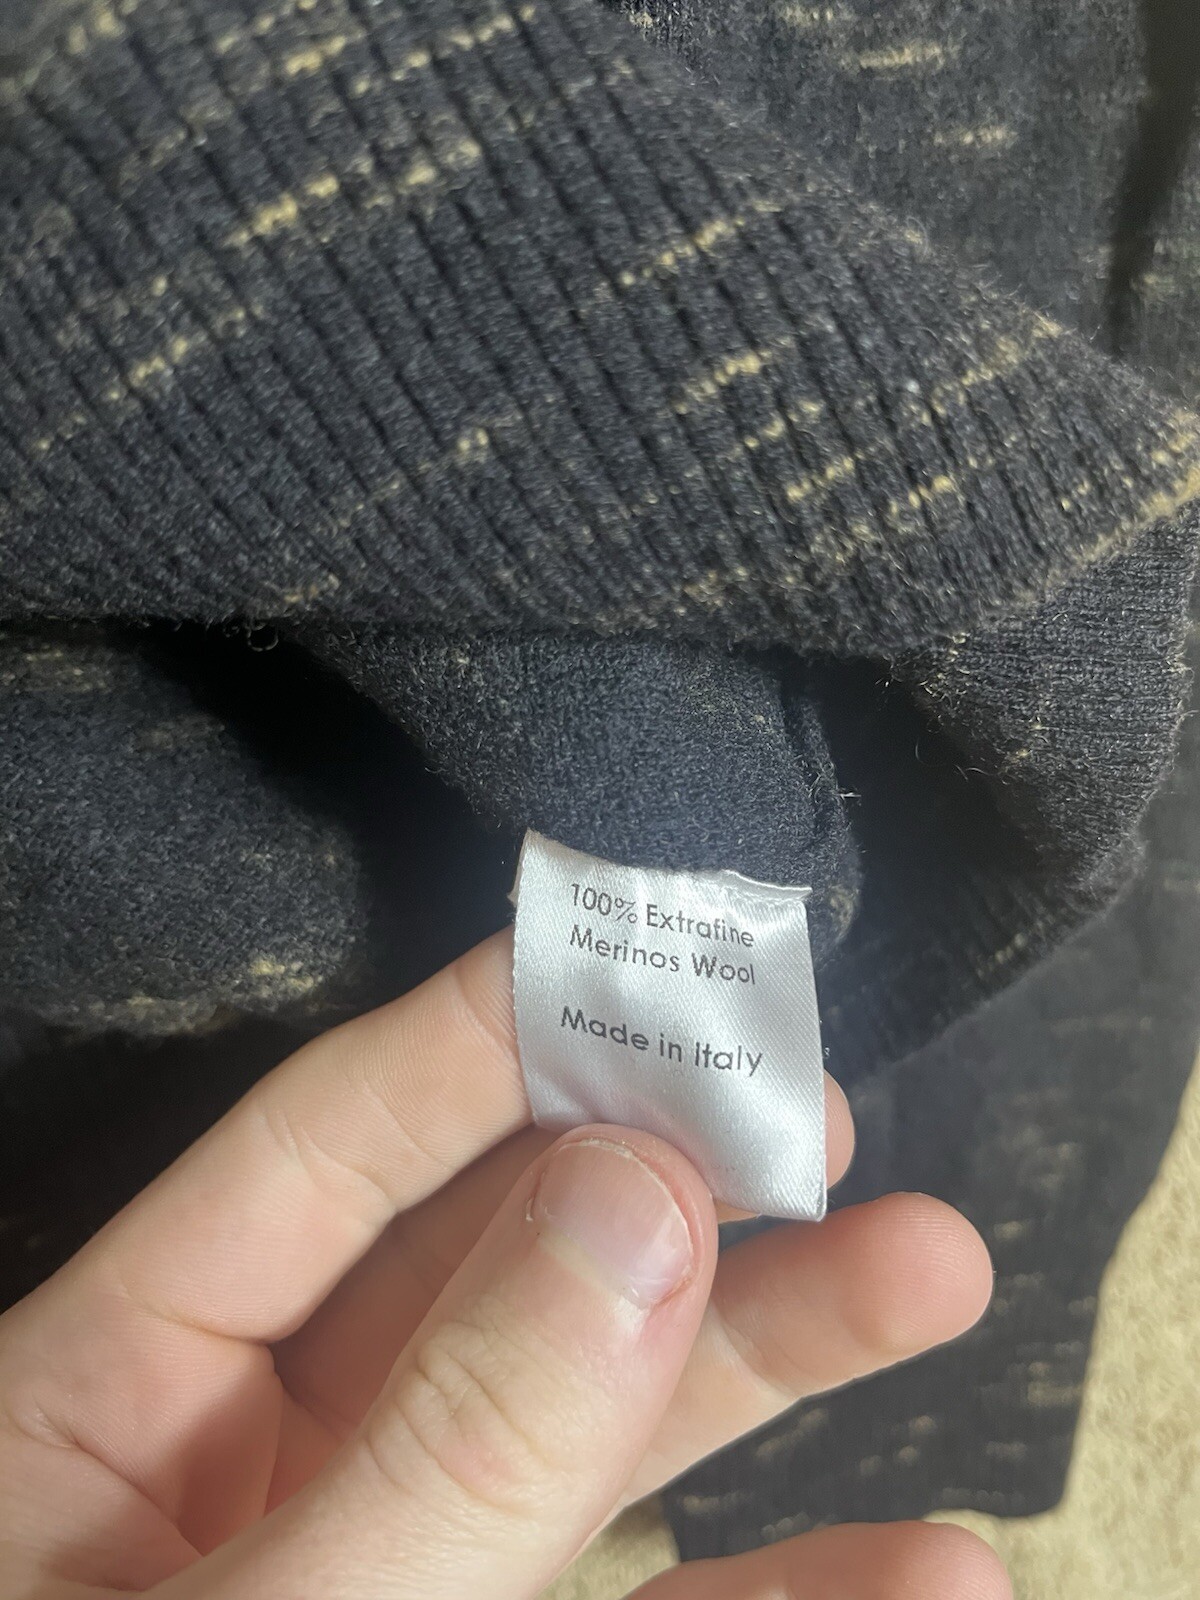 100% Extrafine
Merinos Wool
Made in Italy